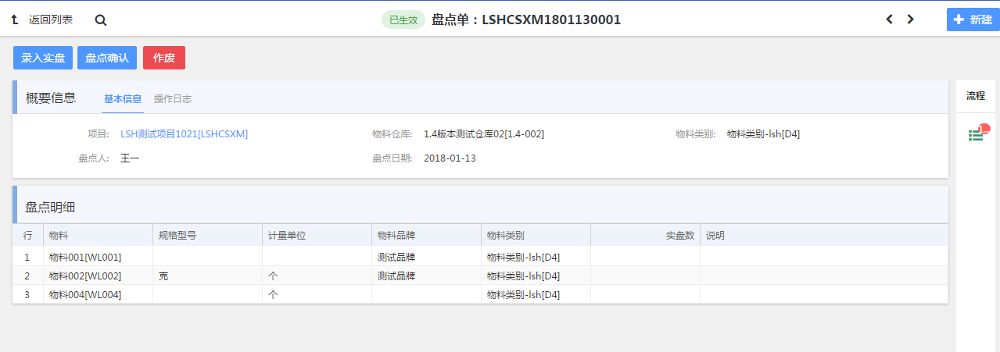 返回列表 已生效 盘点单：LSHCSXM1801130001 新建
录入实盘 盘点确认 作废
概要信息 基本信息 操作日志 流程
项目: LSH测试项目1021[LSHCSXM] 物料仓库: 1.4版本测试仓库02[1.4-002] 物料类别: 物料类别-lsh[D4]
盘点人: 王一 盘点日期: 2018-01-13
盘点明细
行 物料 规格型号 计量单位 物料品牌 物料类别 实盘数 说明
1 物料001[WL001] 测试品牌 物料类别-lsh[D4]
2 物料002[WL002] 克 个 测试品牌 物料类别-lsh[D4]
3 物料004[WL004] 个 物料类别-lsh[D4]